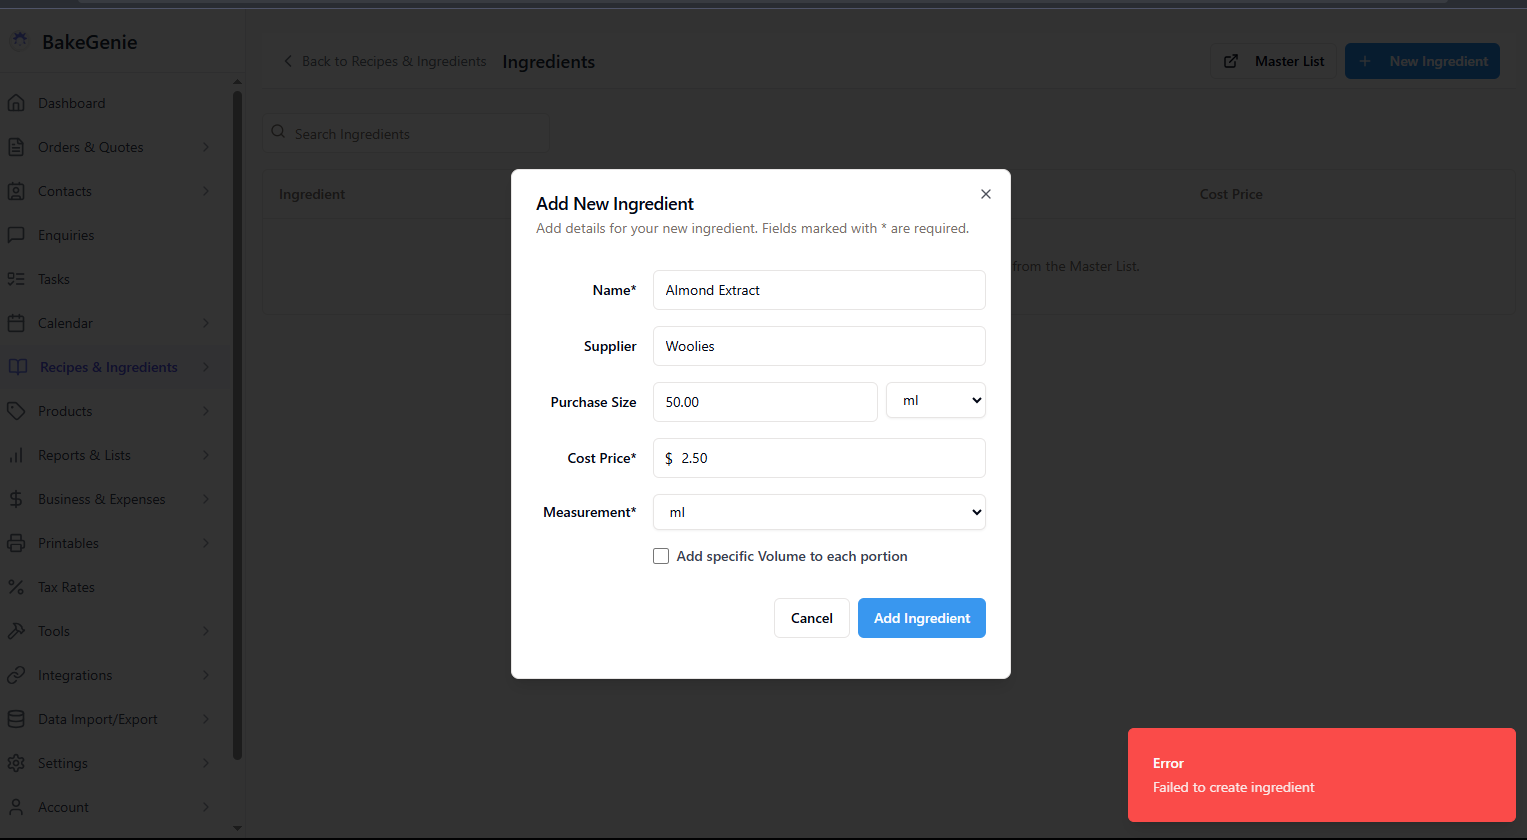 BakeGenie
Dashboard
Orders & Quotes
Contacts
Enquiries
Tasks
Calendar
Recipes & Ingredients
Products
Reports & Lists
Business & Expenses
Printables
Tax Rates
Tools
Integrations
Data Import/Export
Settings
Account
Back to Recipes & Ingredients Ingredients
Master List
+ New Ingredient
Search Ingredients
Ingredient
Cost Price
from the Master List.
Add New Ingredient
Add details for your new ingredient. Fields marked with * are required.
Name* Almond Extract
Supplier Woolies
Purchase Size 50.00 ml
Cost Price* $ 2.50
Measurement* ml
Add specific Volume to each portion
Cancel
Add Ingredient
Error
Failed to create ingredient